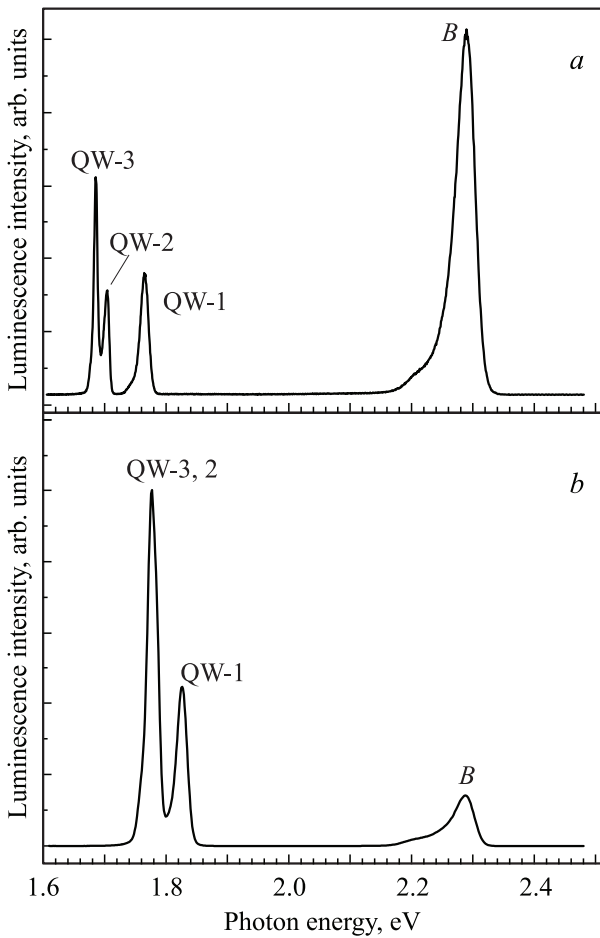 Luminescence intensity, arb. units
B
a
QW-3
QW-2
QW-1
Luminescence intensity, arb. units
QW-3, 2
b
QW-1
B
1.6 1.8 2.0 2.2 2.4
Photon energy, eV